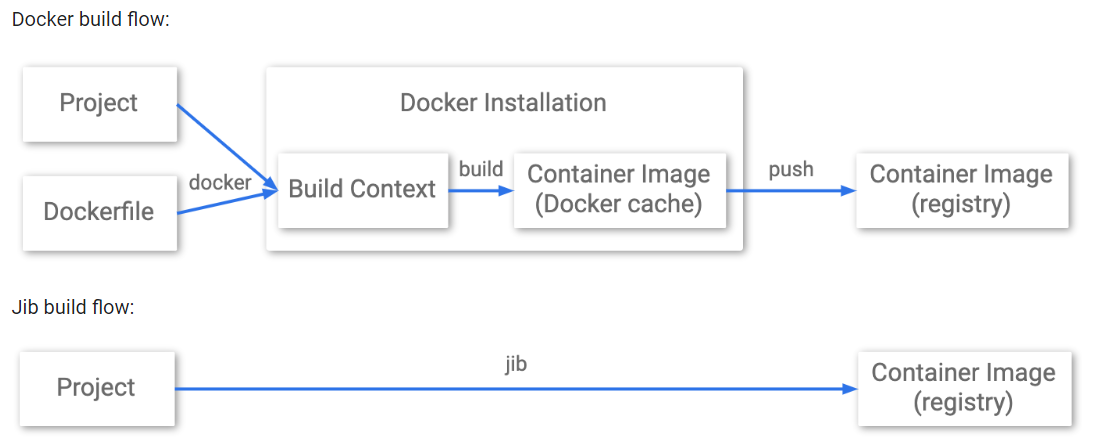 Docker build flow:
Project
Docker Installation
Dockerfile
docker
Build Context
build
Container Image
(Docker cache)
push
Container Image
(registry)
Jib build flow:
Project
jib
Container Image
(registry)